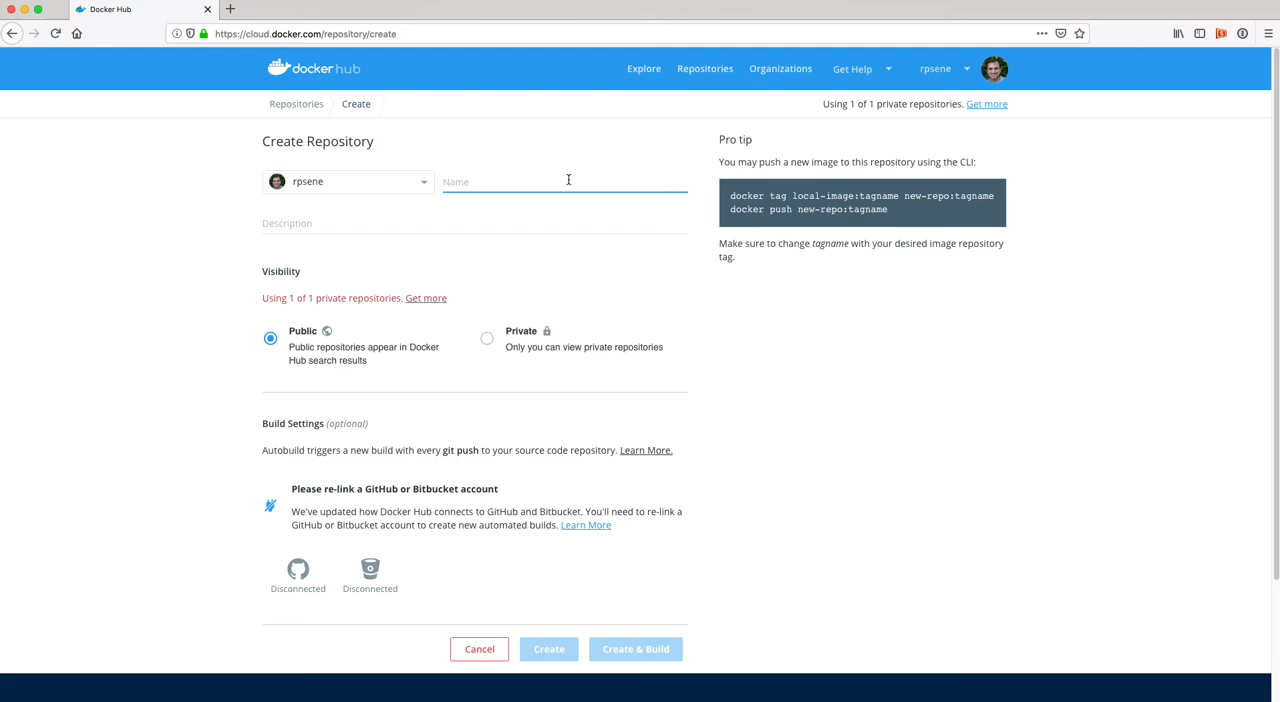 Docker Hub
https://cloud.docker.com/repository/create
docker hub
Explore
Repositories
Organizations
Get Help
rpsene
Repositories
Create
Using 1 of 1 private repositories. Get more
Create Repository
rpsene
Name
Description
Visibility
Using 1 of 1 private repositories. Get more
Public
Public repositories appear in Docker
Hub search results
Private
Only you can view private repositories
Build Settings (optional)
Autobuild triggers a new build with every git push to your source code repository. Learn More.
Please re-link a GitHub or Bitbucket account
We've updated how Docker Hub connects to GitHub and Bitbucket. You'll need to re-link a
GitHub or Bitbucket account to create new automated builds. Learn More
Disconnected
Disconnected
Cancel
Create
Create & Build
Pro tip
You may push a new image to this repository using the CLI:
docker tag local-image:tagname new-repo:tagname
docker push new-repo:tagname
Make sure to change tagname with your desired image repository
tag.